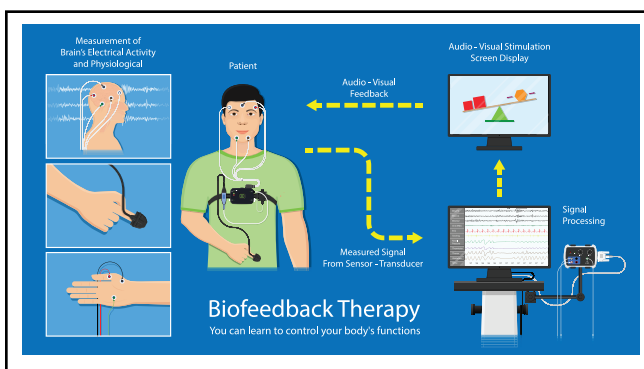 Measurement of
Brain's Electrical Activity
and Physiological
Patient
Audio - Visual
Feedback
Audio - Visual Stimulation
Screen Display
Signal
Processing
Measured Signal
From Sensor - Transducer
Biofeedback Therapy
You can learn to control your body's functions